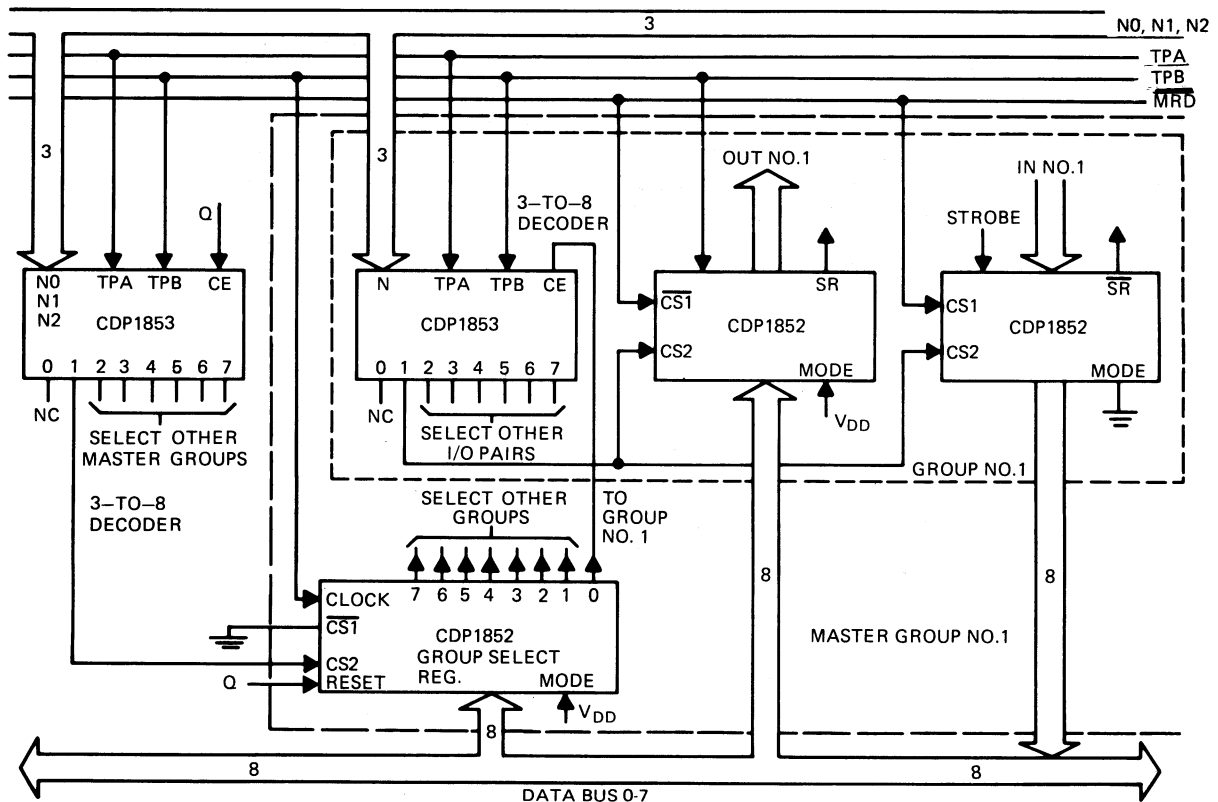 3
N0, N1, N2
TPA
TPB
MRD
3
3
Q
3–TO–8
DECODER
OUT NO.1
IN NO.1
STROBE
N0
N1
N2
TPA
TPB
CE
CDP1853
0 1 2 3 4 5 6 7
NC
SELECT OTHER
MASTER GROUPS
3–TO–8
DECODER
N
TPA
TPB
CE
CDP1853
0 1 2 3 4 5 6 7
NC
SELECT OTHER
I/O PAIRS
SR
CS1
CDP1852
CS2
MODE
VDD
SR
CS1
CDP1852
CS2
MODE
GROUP NO.1
SELECT OTHER
GROUPS
TO
GROUP
NO. 1
7 6 5 4 3 2 1 0
CLOCK
CS1
CDP1852
GROUP SELECT
REG.
CS2
RESET
MODE
Q
VDD
8
8
8
MASTER GROUP NO.1
8
8
DATA BUS 0-7